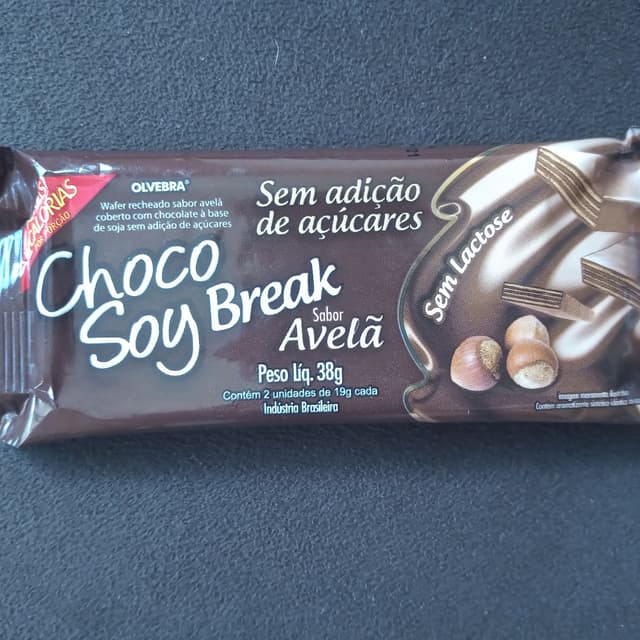 CALORIAS
OLVEBRA®
Wafer recheado sabor avelã
coberto com chocolate à base
de soja sem adição de açúcares
Sem adição
de açúcares
Choco
Soy Break
Sabor
Avelã
Sem Lactose
Peso Líq. 38g
Contém 2 unidades de 19g cada
Indústria Brasileira